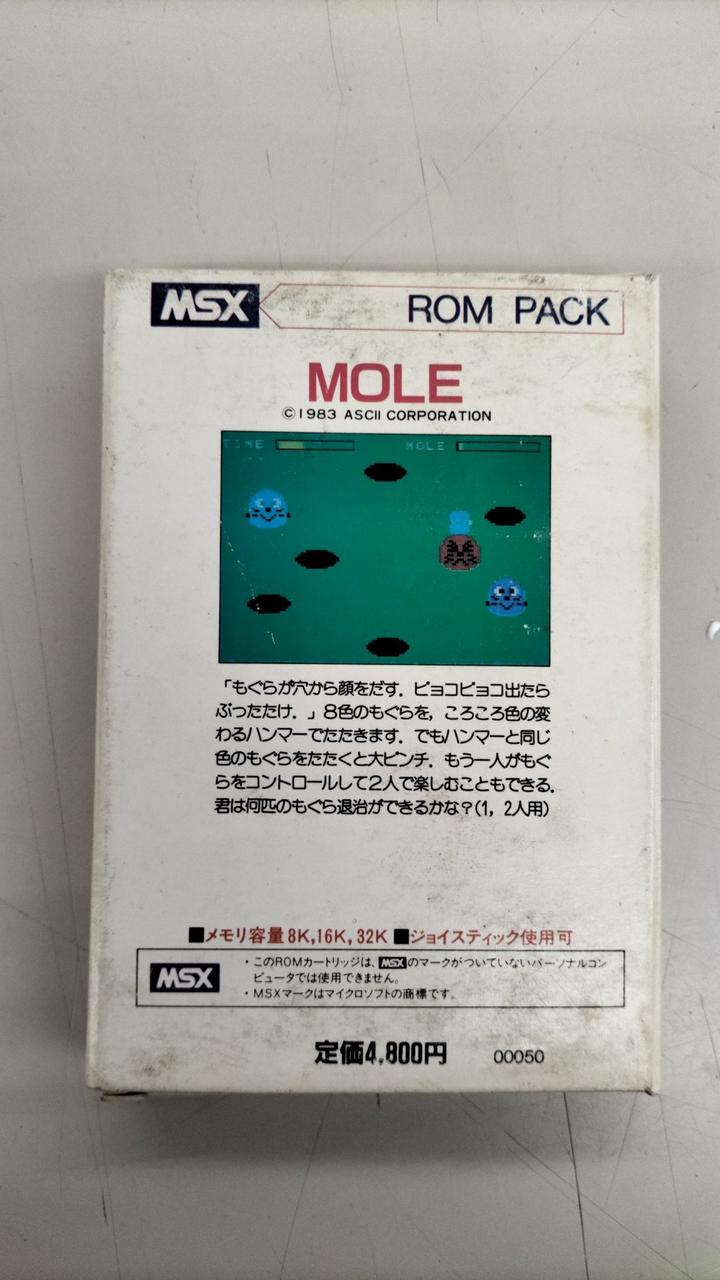 MSX ROM PACK
MOLE
©1983 ASCII CORPORATION
TIME MOLE
「もぐらが穴から顔をだす．ピョコピョコ出たら
ぶったたけ．」8色のもぐらを，ころころ色の変
わるハンマーでたたきます．でもハンマーと同じ
色のもぐらをたたくと大ピンチ．もう一人がもぐ
らをコントロールして2人で楽しむこともできる．
君は何匹のもぐら退治ができるかな？(1，2人用)
■メモリ容量8K,16K,32K ■ジョイスティック使用可
MSX
・このROMカートリッジは、MSXのマークがついていないパーソナルコン
ピュータでは使用できません。
・MSXマークはマイクロソフトの商標です。
定価4,800円 00050